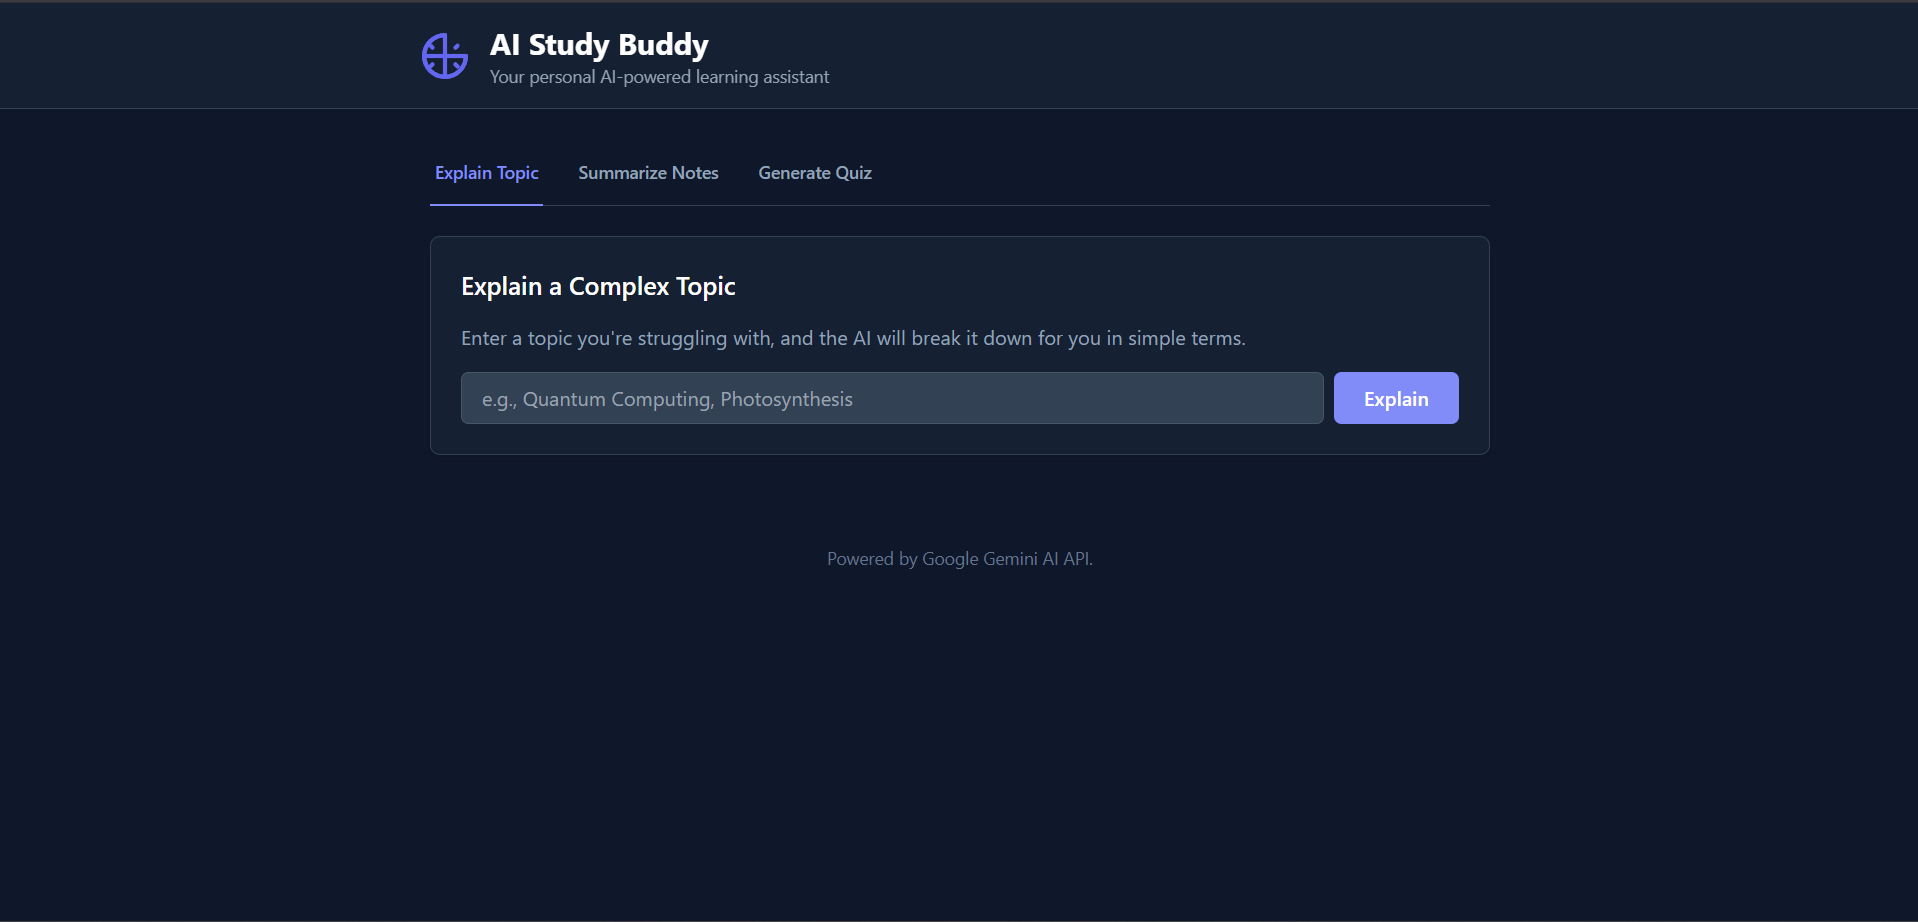 AI Study Buddy
Your personal AI-powered learning assistant
Explain Topic
Summarize Notes
Generate Quiz
Explain a Complex Topic
Enter a topic you're struggling with, and the AI will break it down for you in simple terms.
e.g., Quantum Computing, Photosynthesis
Explain
Powered by Google Gemini AI API.